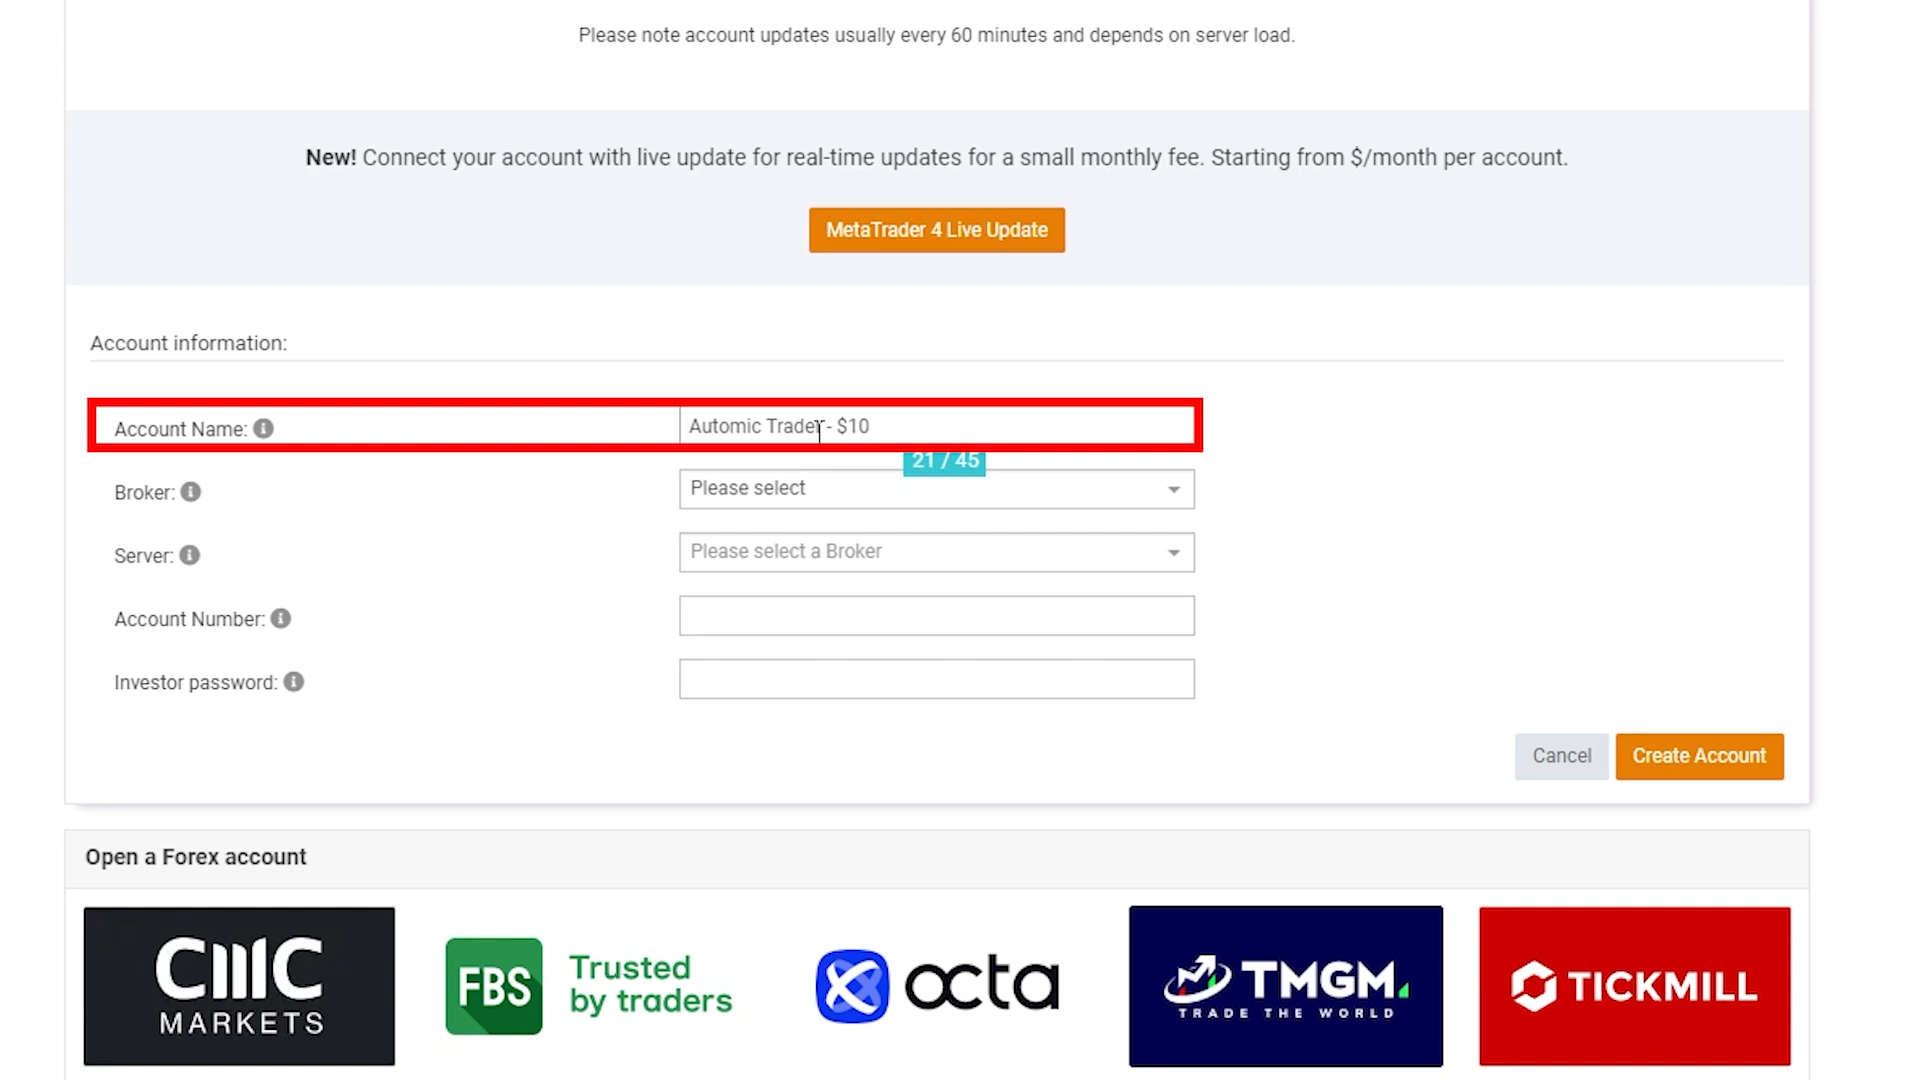 Please note account updates usually every 60 minutes and depends on server load.
New! Connect your account with live update for real-time updates for a small monthly fee. Starting from $/month per account.
MetaTrader 4 Live Update
Account information:
Account Name:
Automic Trader - $10
21 / 45
Broker:
Please select
Server:
Please select a Broker
Account Number:
Investor password:
Cancel
Create Account
Open a Forex account
CMC
MARKETS
FBS
Trusted
by traders
octa
TMGM
TRADE THE WORLD
TICKMILL